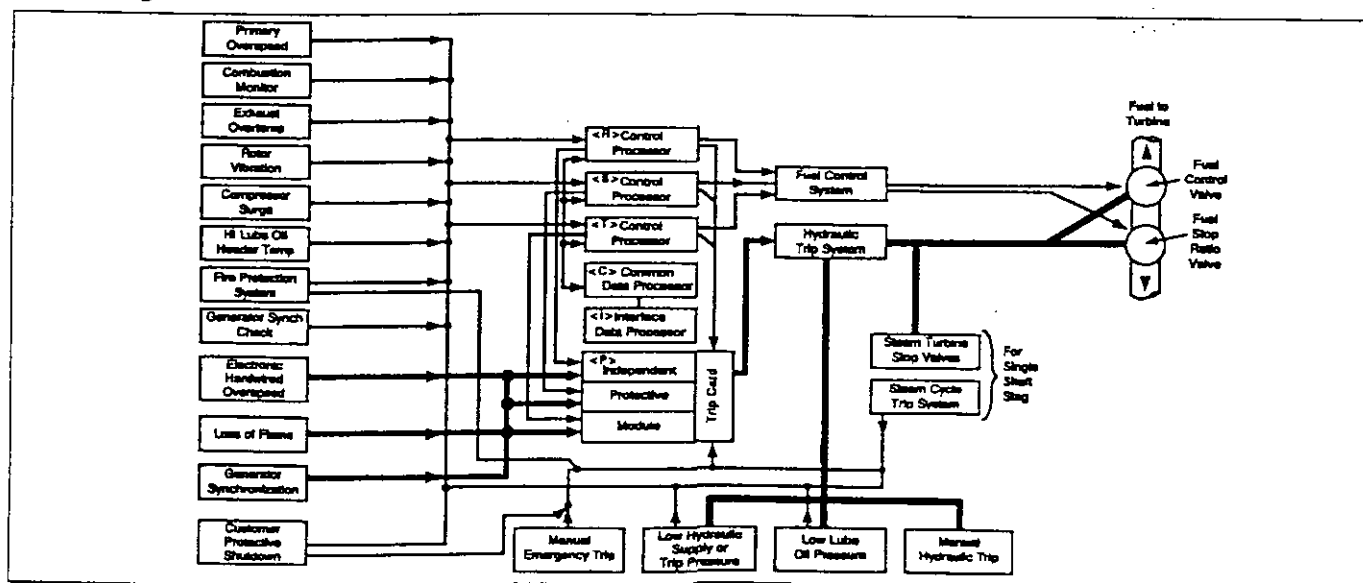 Primary
Overspeed
Combustion
Monitor
Exhaust
Overtemp
Rotor
Vibration
Compressor
Surge
Hi Lube Oil
Header Temp
Fire Protection
System
Generator Synch
Check
Electronic
Hardwired
Overspeed
Loss of Flame
Generator
Synchronization
Customer
Protective
Shutdown
<R> Control
Processor
<S> Control
Processor
<T> Control
Processor
<C> Common
Data Processor
<I> Interface
Data Processor
<P>
Independent
Protective
Module
Trip Card
Fuel Control
System
Hydraulic
Trip System
Fuel to
Turbine
Fuel
Control
Valve
Fuel
Stop
Ratio
Valve
Steam Turbine
Stop Valves
Steam Cycle
Trip System
For
Single
Shaft
Stag
Manual
Emergency Trip
Low Hydraulic
Supply or
Trip Pressure
Low Lube
Oil Pressure
Manual
Hydraulic Trip